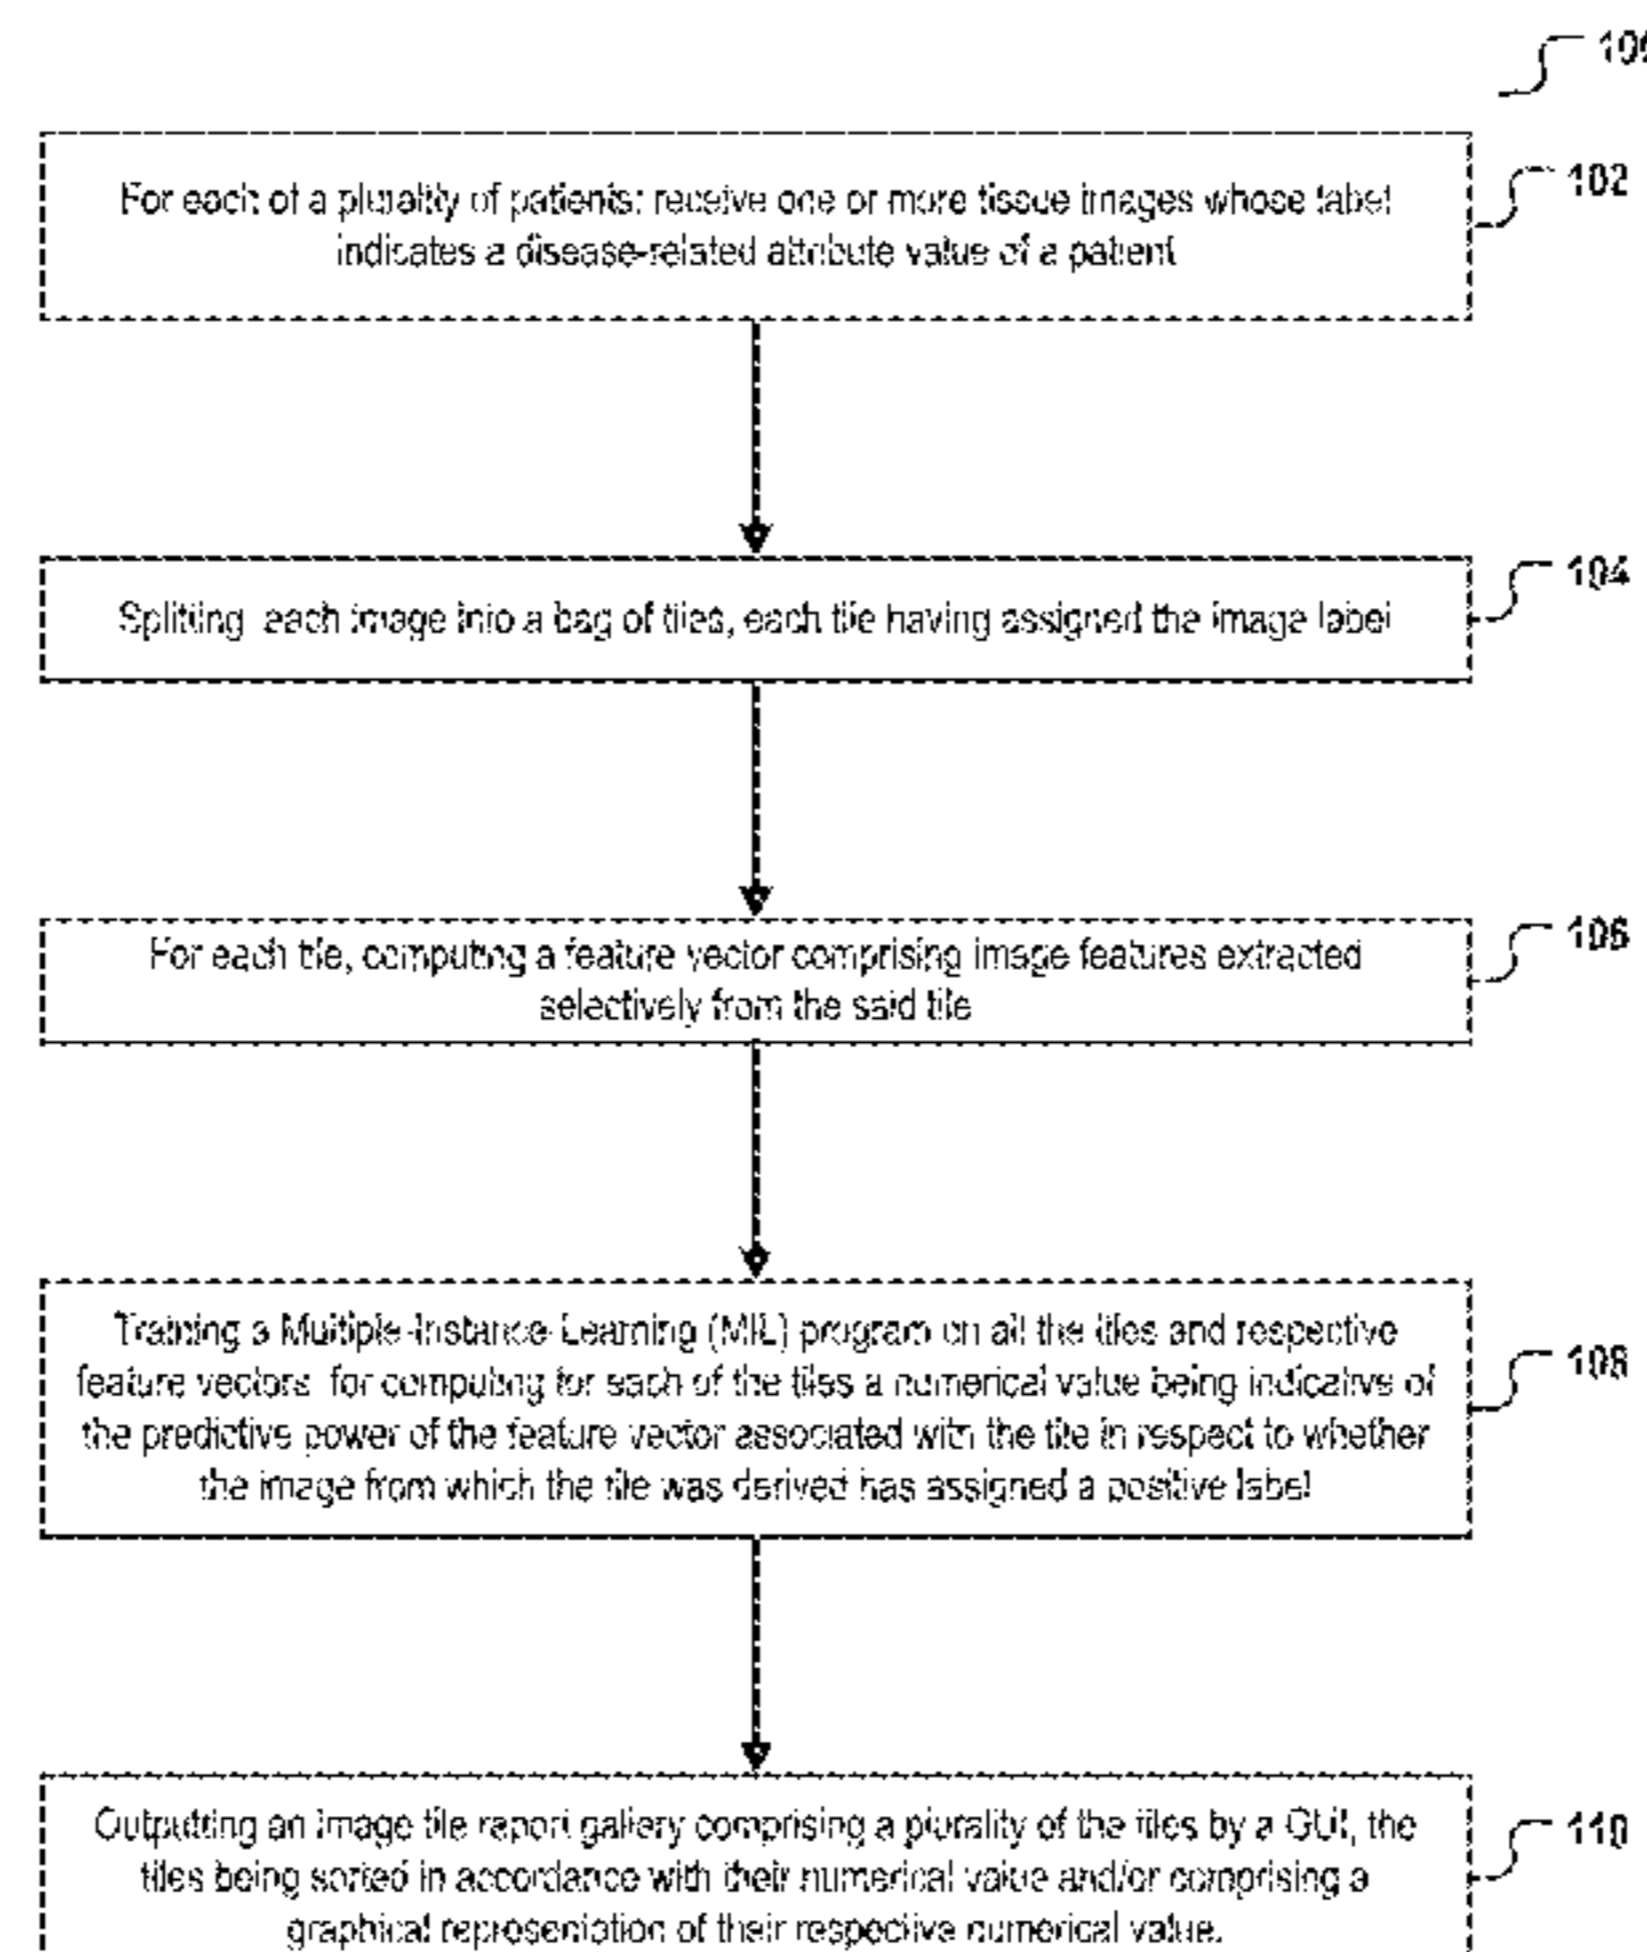 For each of a plurality of patients: receive one or more tissue images whose label
102
indicates a disease-related attribute value of a patient
104
Splitting each image into a bag of tiles, each tile having assigned the image label
106
For each tile, computing a feature vector comprising image features extracted
selectively from the said tile
Training a Multiple-Instance-Learning (MIL) program on all the tiles and respective
108
feature vectors for computing for each of the tiles a numerical value being indicative of
the predictive power of the feature vector associated with the tile in respect to whether
the image from which the tile was derived has assigned a positive label
Outputting an image tile report gallery comprising a plurality of the tiles by a GUI, the
110
tiles being sorted in accordance with their numerical value and/or comprising a
graphical representation of their respective numerical value.